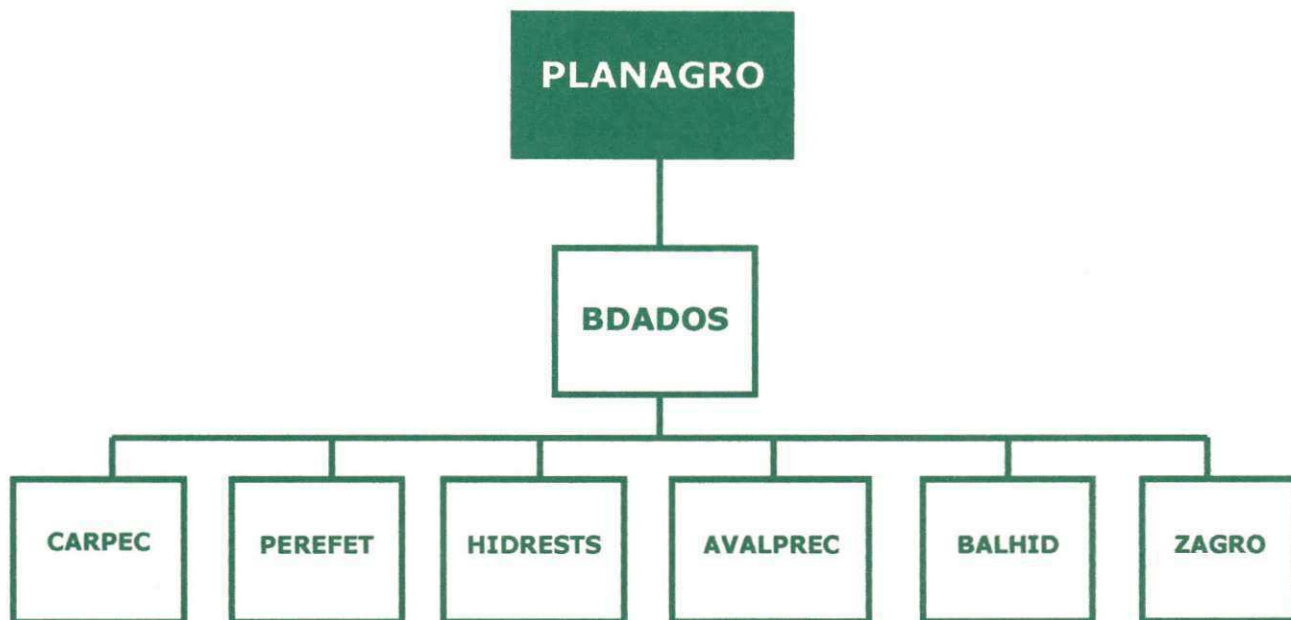 PLANAGRO
BDADOS
CARPEC
PEREFET
HIDRESTS
AVALPREC
BALHID
ZAGRO